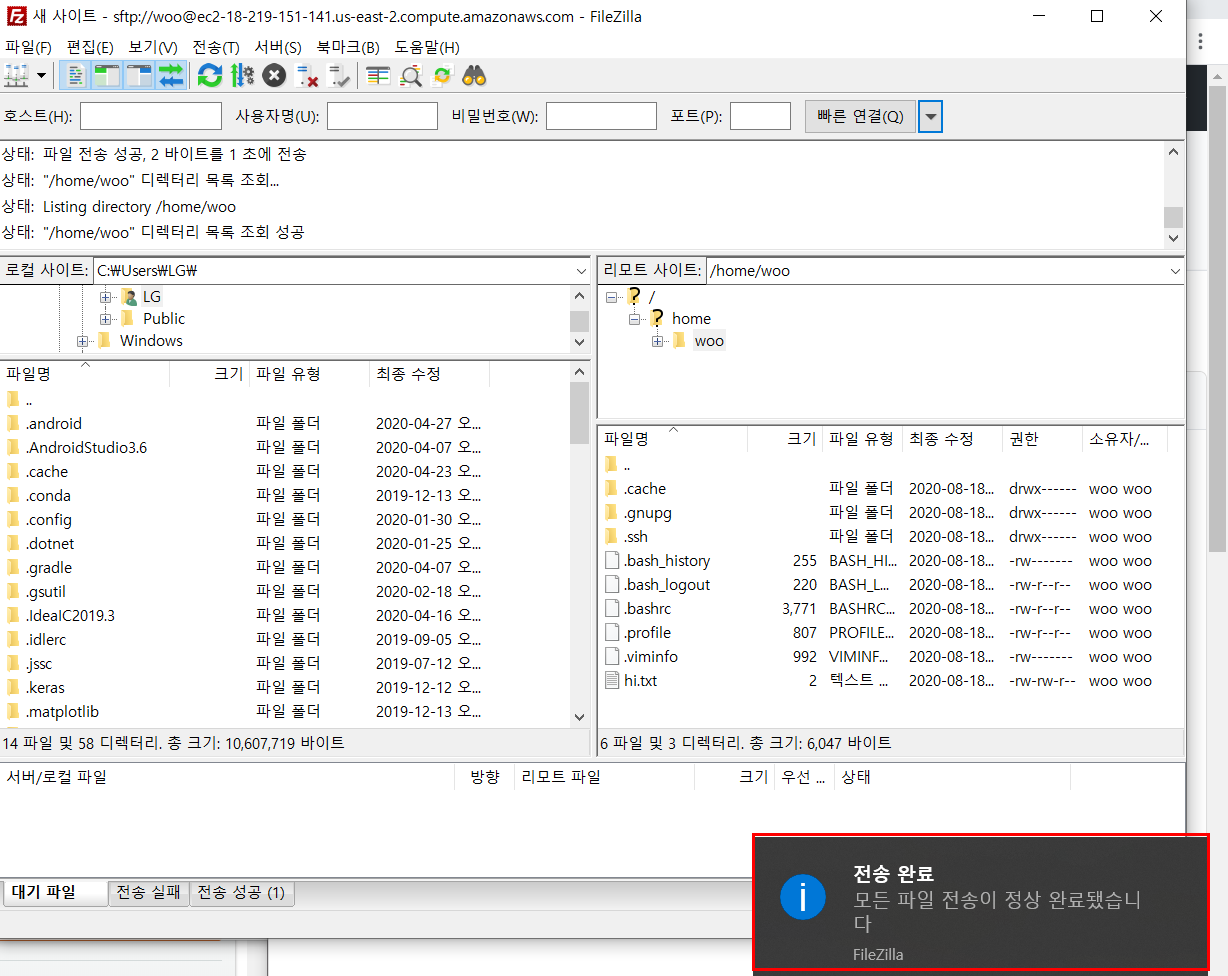 새 사이트 - sftp://woo@ec2-18-219-151-141.us-east-2.compute.amazonaws.com - FileZilla
파일(F) 편집(E) 보기(V) 전송(T) 서버(S) 북마크(B) 도움말(H)
호스트(H): 사용자명(U): 비밀번호(W): 포트(P): 빠른 연결(Q)
상태: 파일 전송 성공, 2 바이트를 1 초에 전송
상태: "/home/woo" 디렉터리 목록 조회...
상태: Listing directory /home/woo
상태: "/home/woo" 디렉터리 목록 조회 성공
로컬 사이트: C:₩Users₩LG₩
LG
Public
Windows
파일명 크기 파일 유형 최종 수정
..
.android 파일 폴더 2020-04-27 오...
.AndroidStudio3.6 파일 폴더 2020-04-07 오...
.cache 파일 폴더 2020-04-23 오...
.conda 파일 폴더 2019-12-13 오...
.config 파일 폴더 2020-01-30 오...
.dotnet 파일 폴더 2020-01-25 오...
.gradle 파일 폴더 2020-04-07 오...
.gsutil 파일 폴더 2020-02-18 오...
.IdeaIC2019.3 파일 폴더 2020-04-16 오...
.idlerc 파일 폴더 2019-09-05 오...
.jssc 파일 폴더 2019-07-12 오...
.keras 파일 폴더 2019-12-12 오...
.matplotlib 파일 폴더 2019-12-13 오...
14 파일 및 58 디렉터리. 총 크기: 10,607,719 바이트
리모트 사이트: /home/woo
/
home
woo
파일명 크기 파일 유형 최종 수정 권한 소유자/...
..
.cache 파일 폴더 2020-08-18... drwx------ woo woo
.gnupg 파일 폴더 2020-08-18... drwx------ woo woo
.ssh 파일 폴더 2020-08-18... drwx------ woo woo
.bash_history 255 BASH_HI... 2020-08-18... -rw------- woo woo
.bash_logout 220 BASH_L... 2020-08-18... -rw-r--r-- woo woo
.bashrc 3,771 BASHRC... 2020-08-18... -rw-r--r-- woo woo
.profile 807 PROFILE... 2020-08-18... -rw-r--r-- woo woo
.viminfo 992 VIMINF... 2020-08-18... -rw------- woo woo
hi.txt 2 텍스트 ... 2020-08-18... -rw-rw-r-- woo woo
6 파일 및 3 디렉터리. 총 크기: 6,047 바이트
서버/로컬 파일 방향 리모트 파일 크기 우선 ... 상태
대기 파일 전송 실패 전송 성공 (1)
전송 완료
모든 파일 전송이 정상 완료됐습니
다
FileZilla